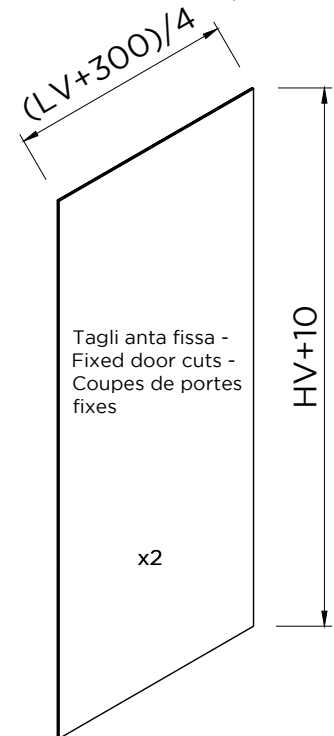 (LV+300)/4
HV+10
Tagli anta fissa -
Fixed door cuts -
Coupes de portes
fixes
x2